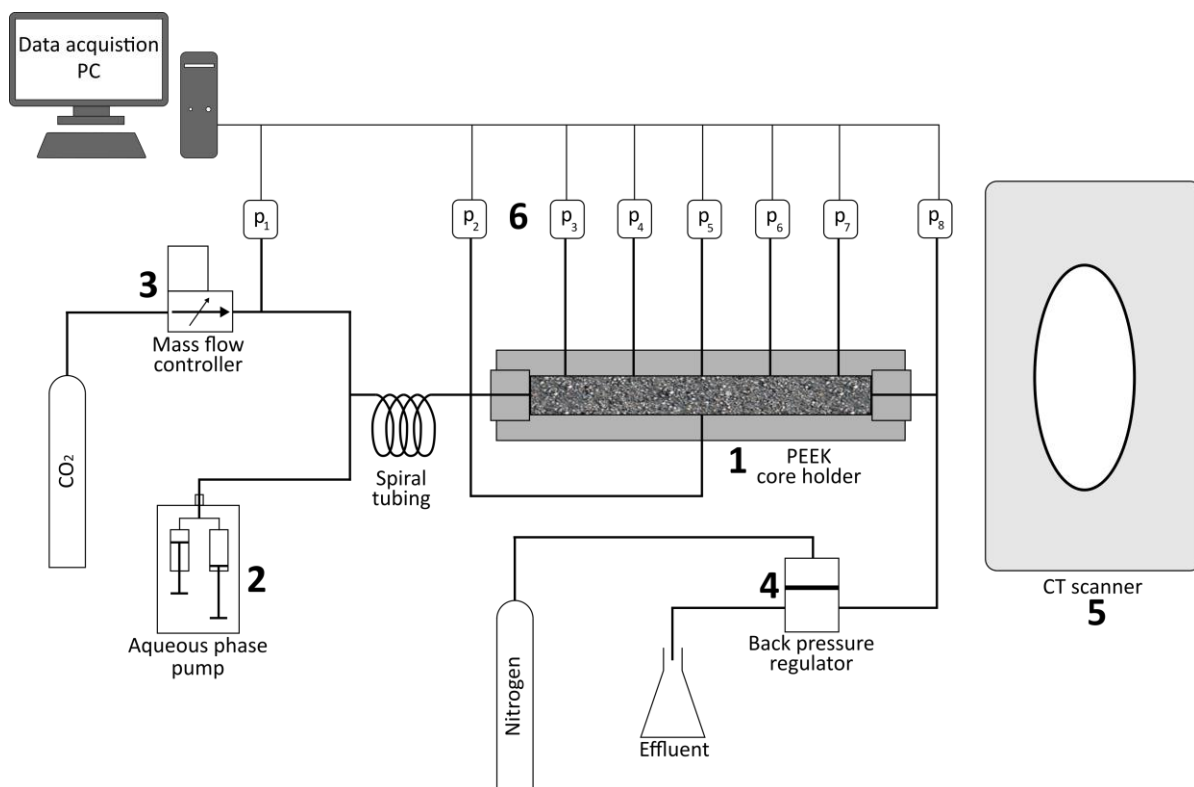 Data acquistion
PC
p1
p2
6
p3
p4
p5
p6
p7
p8
3
Mass flow
controller
CO2
Spiral
tubing
1
PEEK
core holder
2
Aqueous phase
pump
4
Back pressure
regulator
Nitrogen
Effluent
CT scanner
5